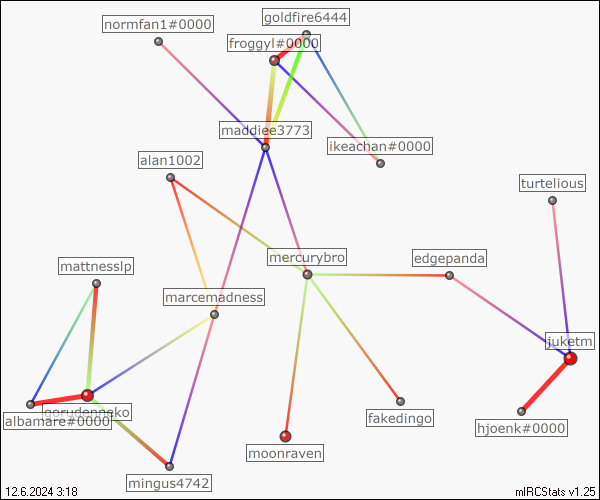 goldfire6444
normfan1#0000
froggyl#0000
maddiee3773
ikeachan#0000
alan1002
turtelious
mercurybro
edgepanda
mattnesslp
marcemadness
juketm
gorudenneko
albamare#0000
fakedingo
hjoenk#0000
moonraven
mingus4742
12.6.2024 3:18
mIRCStats v1.25